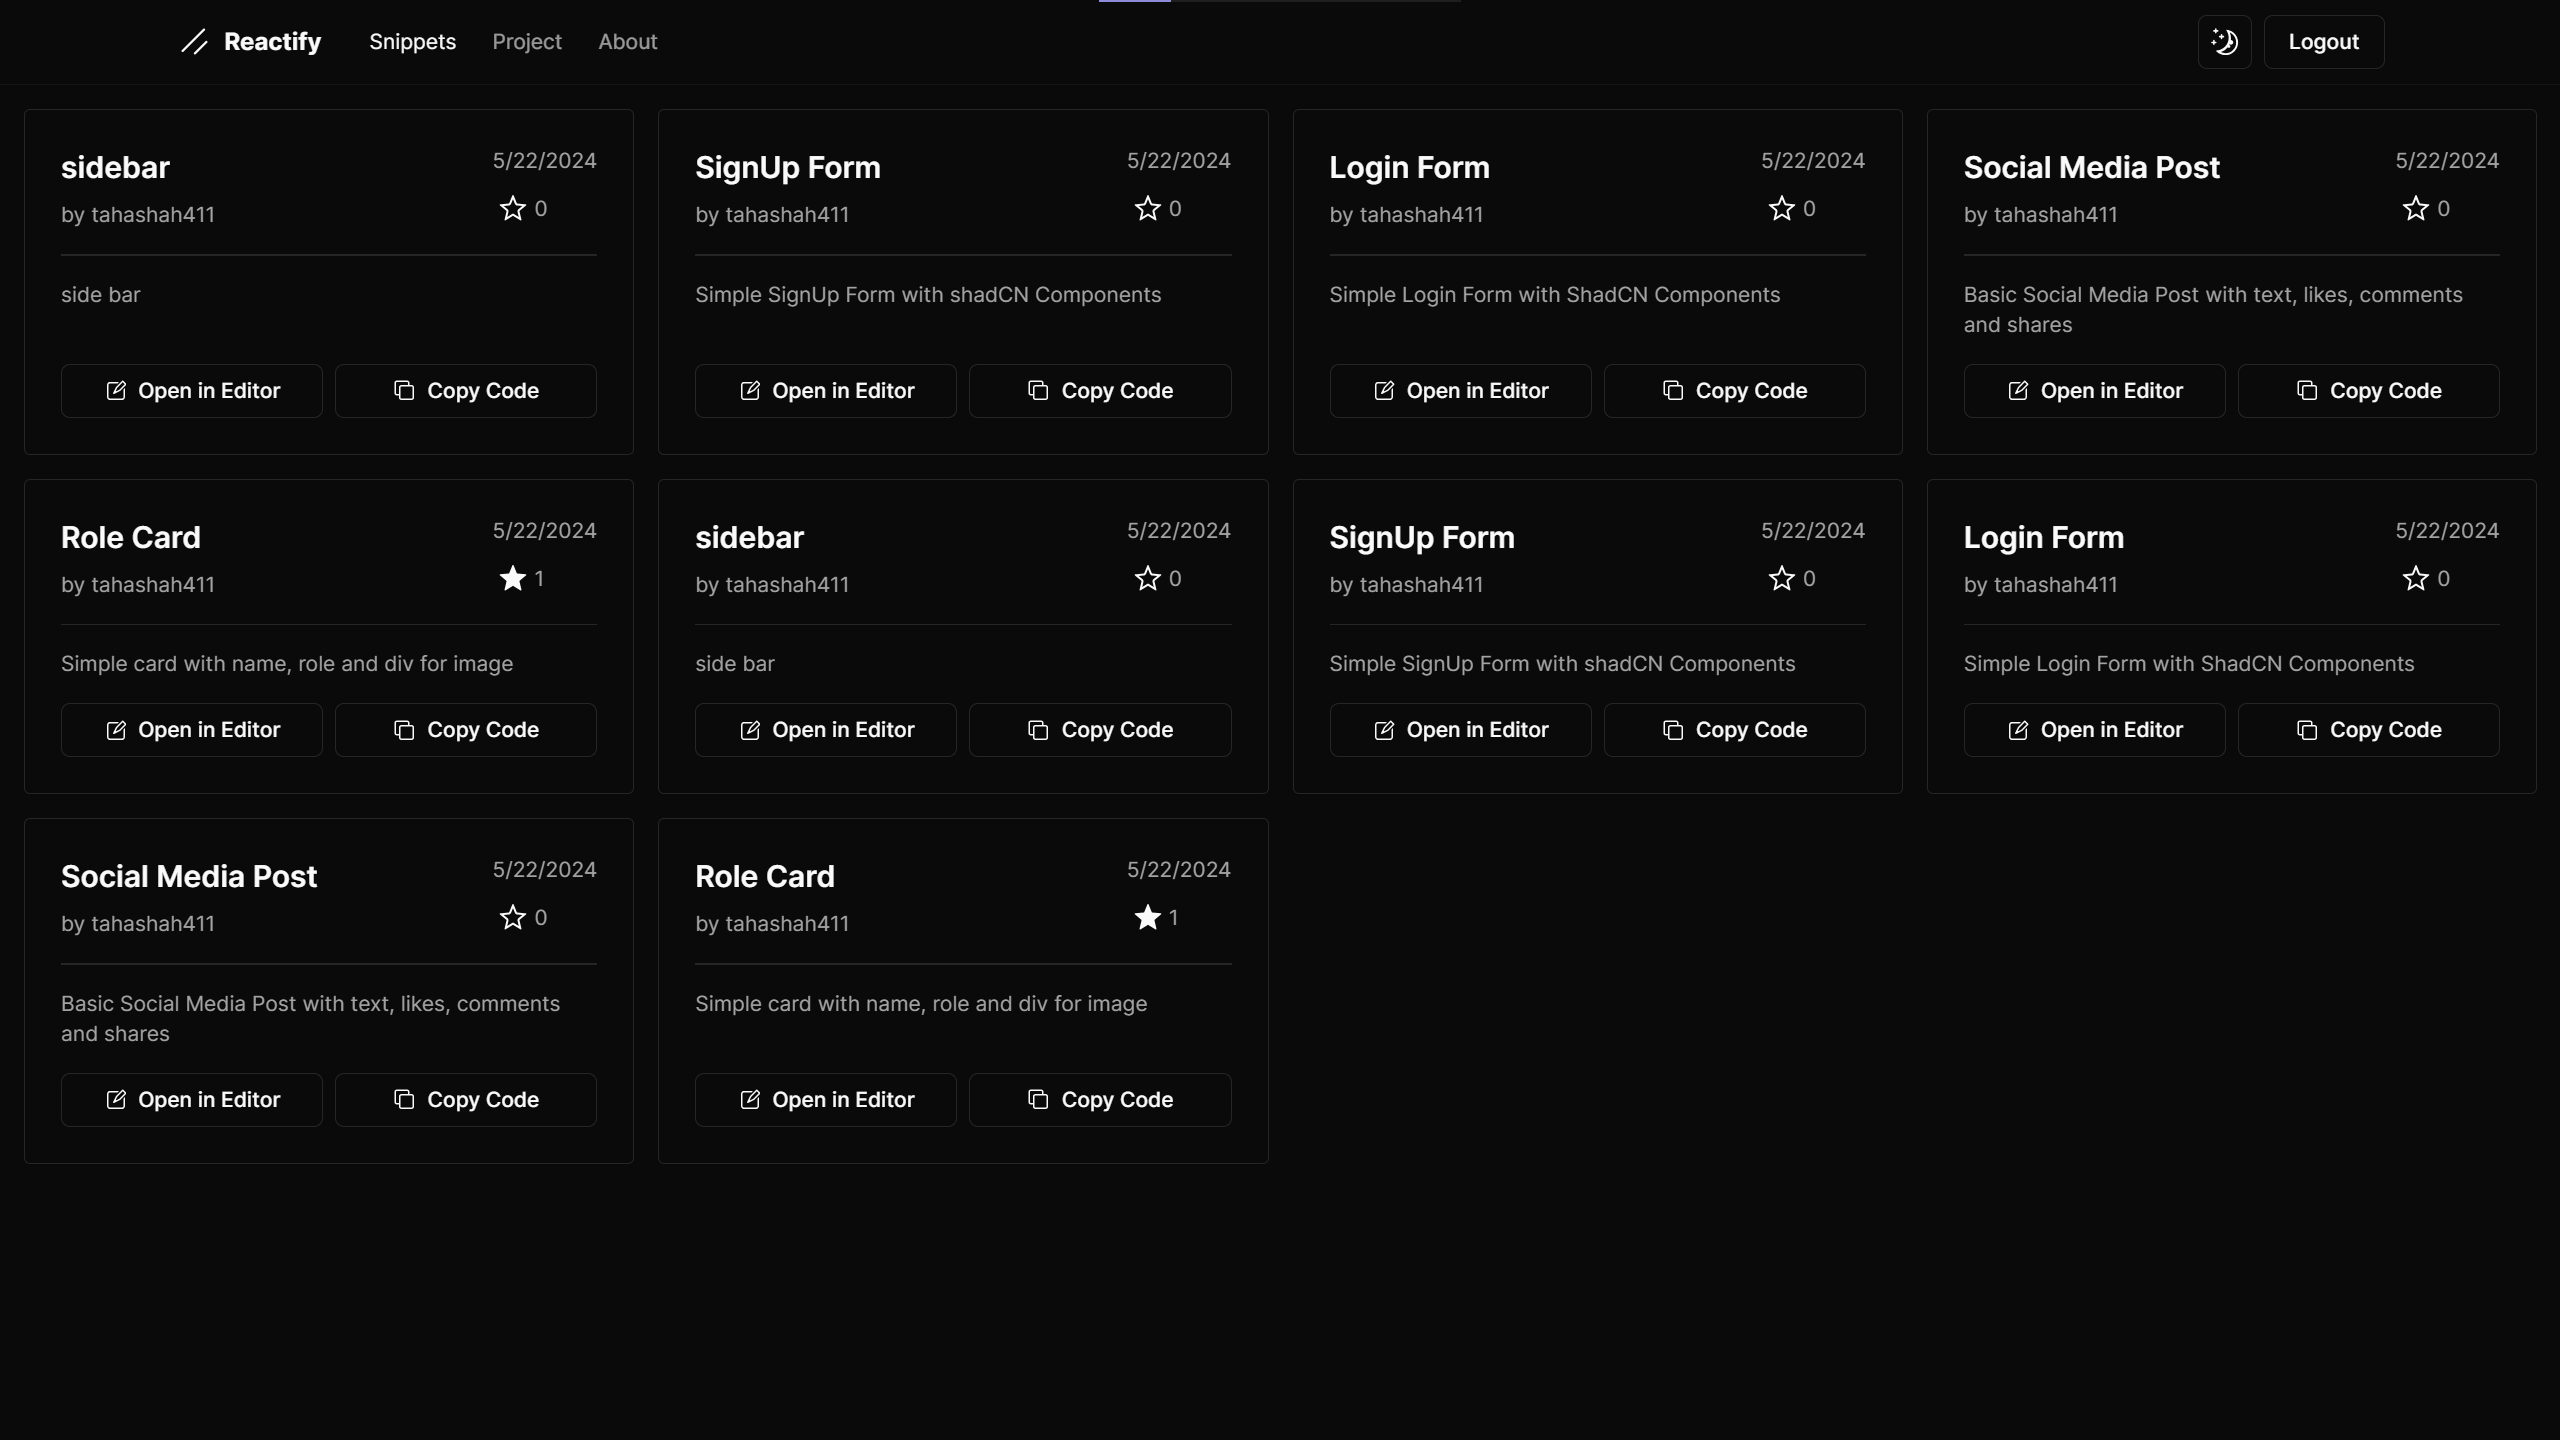 Reactify
Snippets
Project
About
Logout
sidebar
5/22/2024
by tahashah411
0
side bar
Open in Editor
Copy Code
SignUp Form
5/22/2024
by tahashah411
0
Simple SignUp Form with shadCN Components
Open in Editor
Copy Code
Login Form
5/22/2024
by tahashah411
0
Simple Login Form with ShadCN Components
Open in Editor
Copy Code
Social Media Post
5/22/2024
by tahashah411
0
Basic Social Media Post with text, likes, comments
and shares
Open in Editor
Copy Code
Role Card
5/22/2024
by tahashah411
1
Simple card with name, role and div for image
Open in Editor
Copy Code
sidebar
5/22/2024
by tahashah411
0
side bar
Open in Editor
Copy Code
SignUp Form
5/22/2024
by tahashah411
0
Simple SignUp Form with shadCN Components
Open in Editor
Copy Code
Login Form
5/22/2024
by tahashah411
0
Simple Login Form with ShadCN Components
Open in Editor
Copy Code
Social Media Post
5/22/2024
by tahashah411
0
Basic Social Media Post with text, likes, comments
and shares
Open in Editor
Copy Code
Role Card
5/22/2024
by tahashah411
1
Simple card with name, role and div for image
Open in Editor
Copy Code